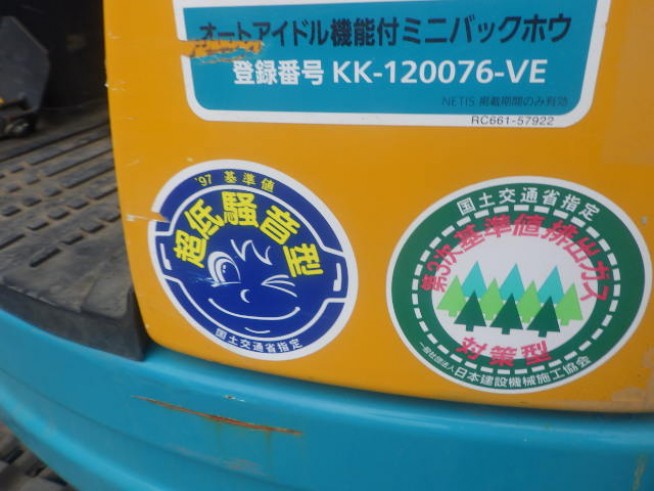 オートアイドル機能付ミニバックホウ
登録番号 KK-120076-VE
NETIS 掲載期間のみ有効
RC661-57922
'97 基準値
超低騒音型
国土交通省指定
国土交通省指定
第3次基準値排出ガス
対策型
一般社団法人日本建設機械施工協会